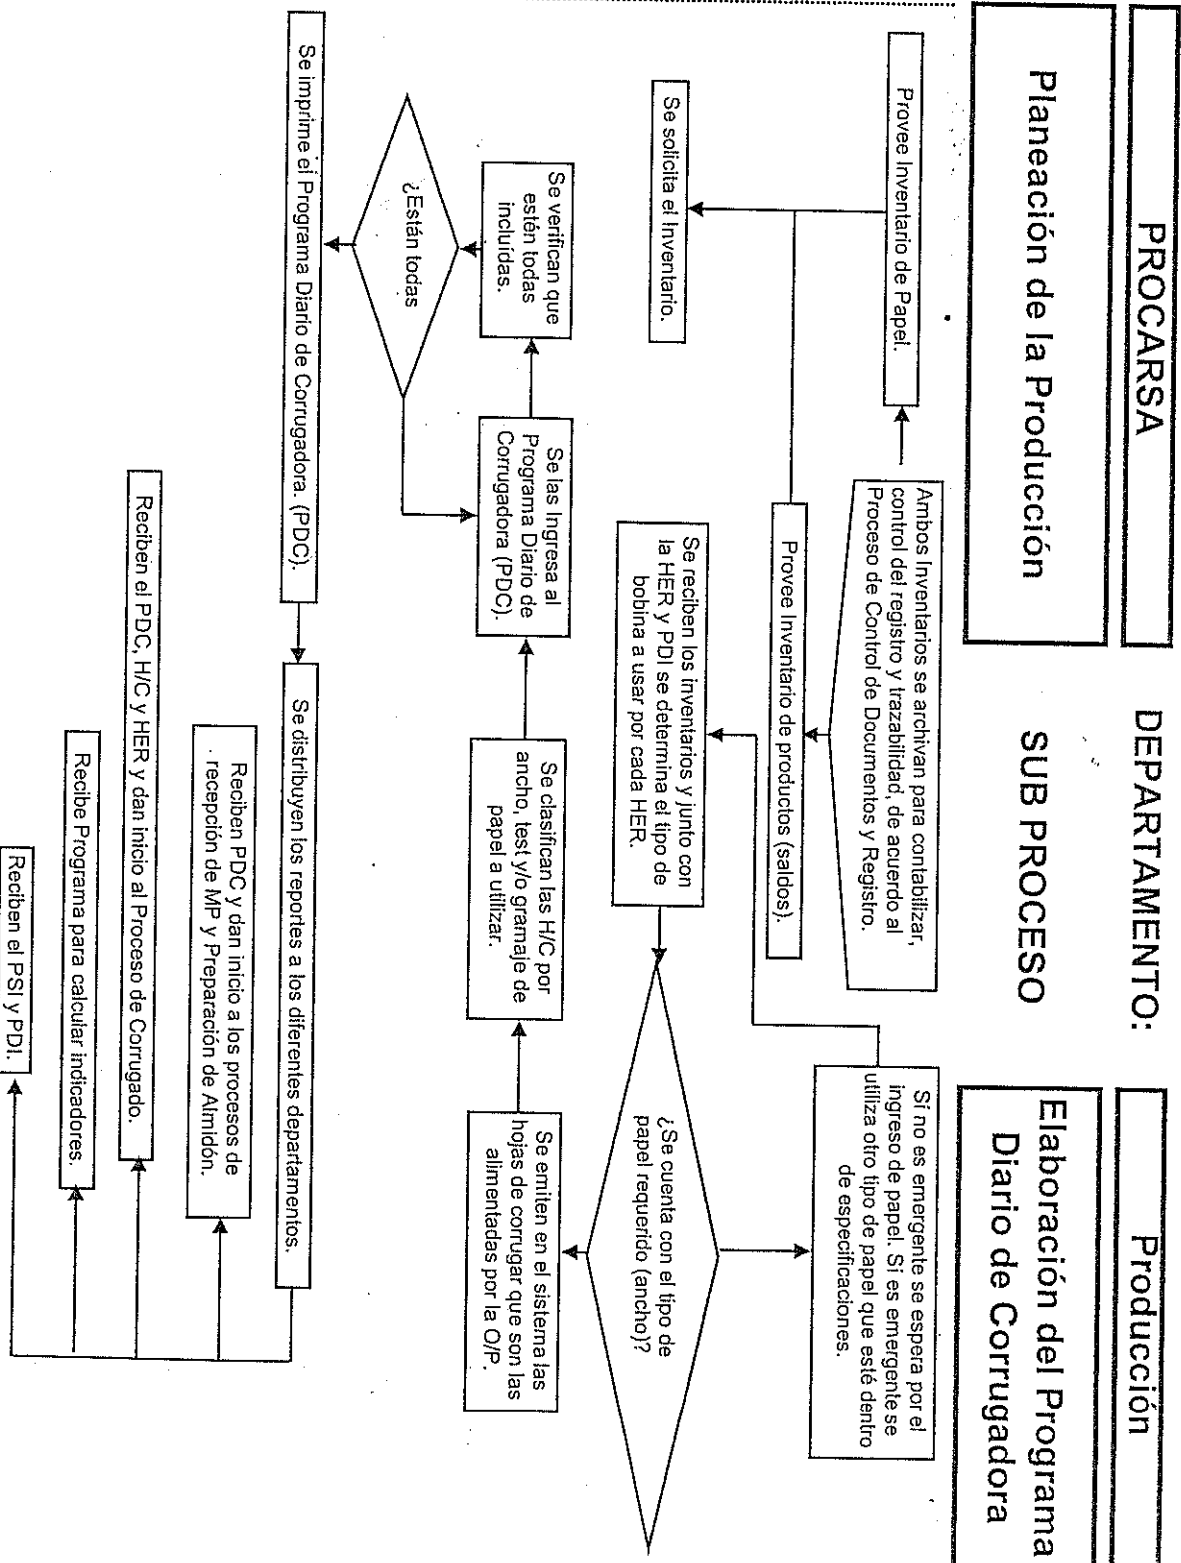 PROCARSA
DEPARTAMENTO:
Producción
Planeación de la Producción
SUB PROCESO
Elaboración del Programa
Diario de Corrugadora
Provee Inventario de Papel.
Ambos Inventarios se archivan para contabilizar,
control del registro y trazabilidad, de acuerdo al
Proceso de Control de Documentos y Registro.
Si no es emergente se espera por el
ingreso de papel. Si es emergente se
utiliza otro tipo de papel que esté dentro
de especificaciones.
Provee Inventario de productos (saldos).
Se solicita el Inventario.
Se reciben los inventarios y junto con
la HER y PDI se determina el tipo de
bobina a usar por cada HER.
¿Se cuenta con el tipo de
papel requerido (ancho)?
Se verifican que
estén todas
incluídas.
Se las Ingresa al
Programa Diario de
Corrugadora (PDC).
Se clasifican las H/C por
ancho, test y/o gramaje de
papel a utilizar.
Se emiten en el sistema las
hojas de corrugar que son las
alimentadas por la O/P.
¿Están todas
Se imprime el Programa Diario de Corrugadora. (PDC).
Se distribuyen los reportes a los diferentes departamentos.
Reciben PDC y dan inicio a los procesos de
recepción de MP y Preparación de Almidón.
Reciben el PDC, H/C y HER y dan inicio al Proceso de Corrugado.
Recibe Programa para calcular indicadores.
Reciben el PSI y PDI.